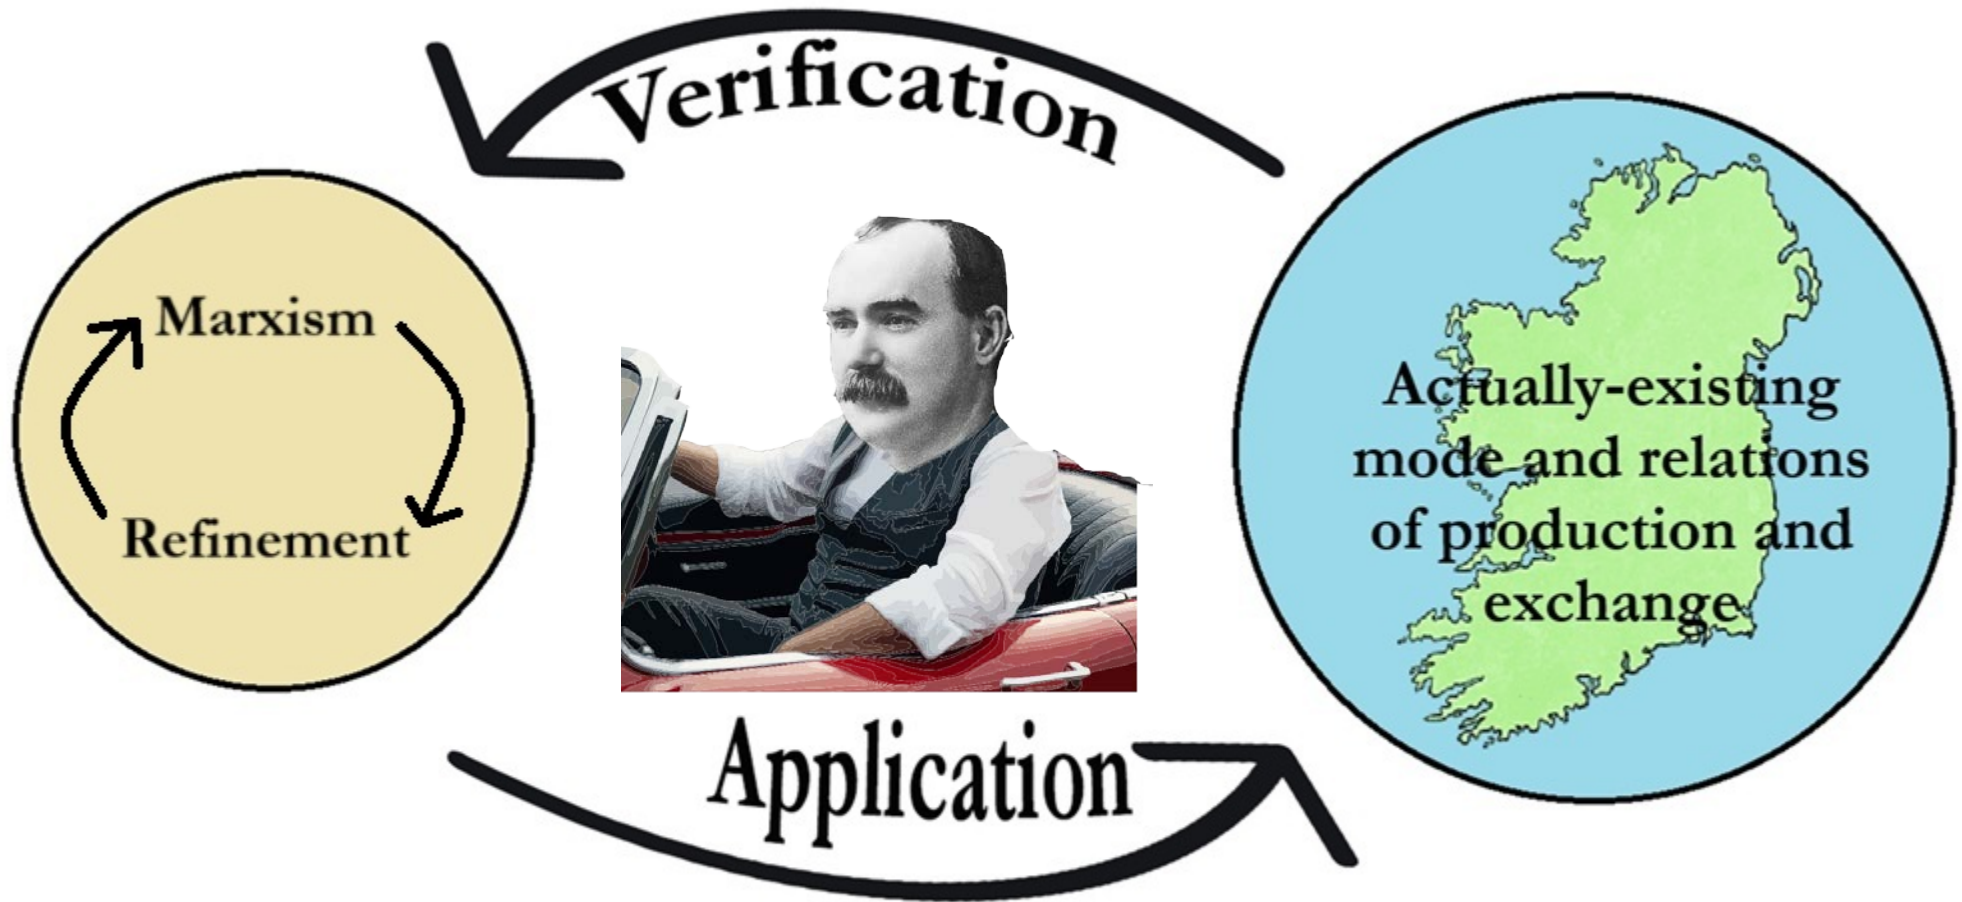 Verification
Marxism
Refinement
Actually-existing
mode and relations
of production and
exchange
Application